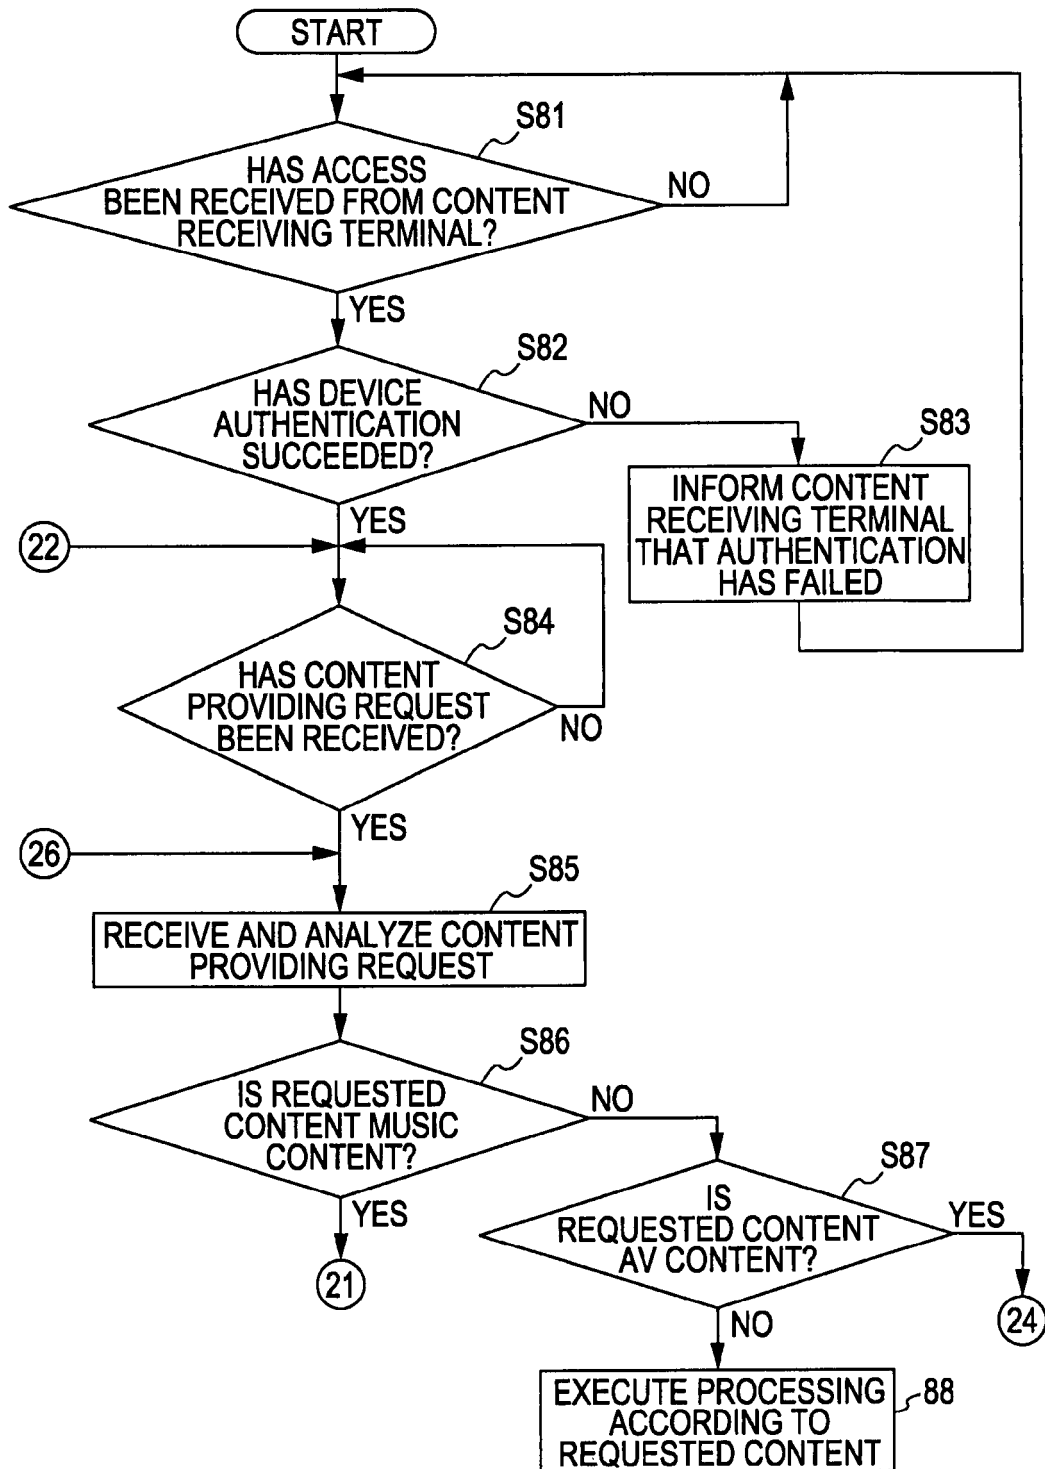 START
S81
HAS ACCESS
BEEN RECEIVED FROM CONTENT
RECEIVING TERMINAL?
NO
YES
S82
HAS DEVICE
AUTHENTICATION
SUCCEEDED?
NO
S83
INFORM CONTENT
RECEIVING TERMINAL
THAT AUTHENTICATION
HAS FAILED
YES
22
S84
HAS CONTENT
PROVIDING REQUEST
BEEN RECEIVED?
NO
YES
26
S85
RECEIVE AND ANALYZE CONTENT
PROVIDING REQUEST
S86
IS REQUESTED
CONTENT MUSIC
CONTENT?
NO
YES
21
S87
IS
REQUESTED CONTENT
AV CONTENT?
YES
24
NO
88
EXECUTE PROCESSING
ACCORDING TO
REQUESTED CONTENT